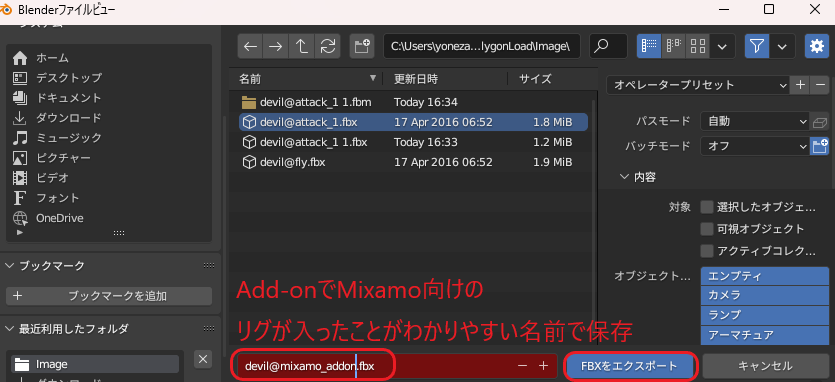 Blenderファイルビュー
システム
ホーム
デスクトップ
ドキュメント
ダウンロード
ミュージック
ピクチャー
ビデオ
フォント
OneDrive
ブックマーク
ブックマークを追加
最近利用したフォルダ
Image
ダウンロード
C:\Users\yoneza...lygonLoad\Image\
名前 更新日時 サイズ
devil@attack_1 1.fbm Today 16:34
devil@attack_1.fbx 17 Apr 2016 06:52 1.8 MiB
devil@attack_1 1.fbx Today 16:33 1.2 MiB
devil@fly.fbx 17 Apr 2016 06:52 1.9 MiB
Add-onでMixamo向けの
リグが入ったことがわかりやすい名前で保存
devil@mixamo_addon.fbx
オペレータープリセット
パスモード 自動
バッチモード オフ
内容
対象 選択したオブジェ...
可視オブジェクト
アクティブコレク...
オブジェクト... エンプティ
カメラ
ランプ
アーマチュア
FBXをエクスポート キャンセル